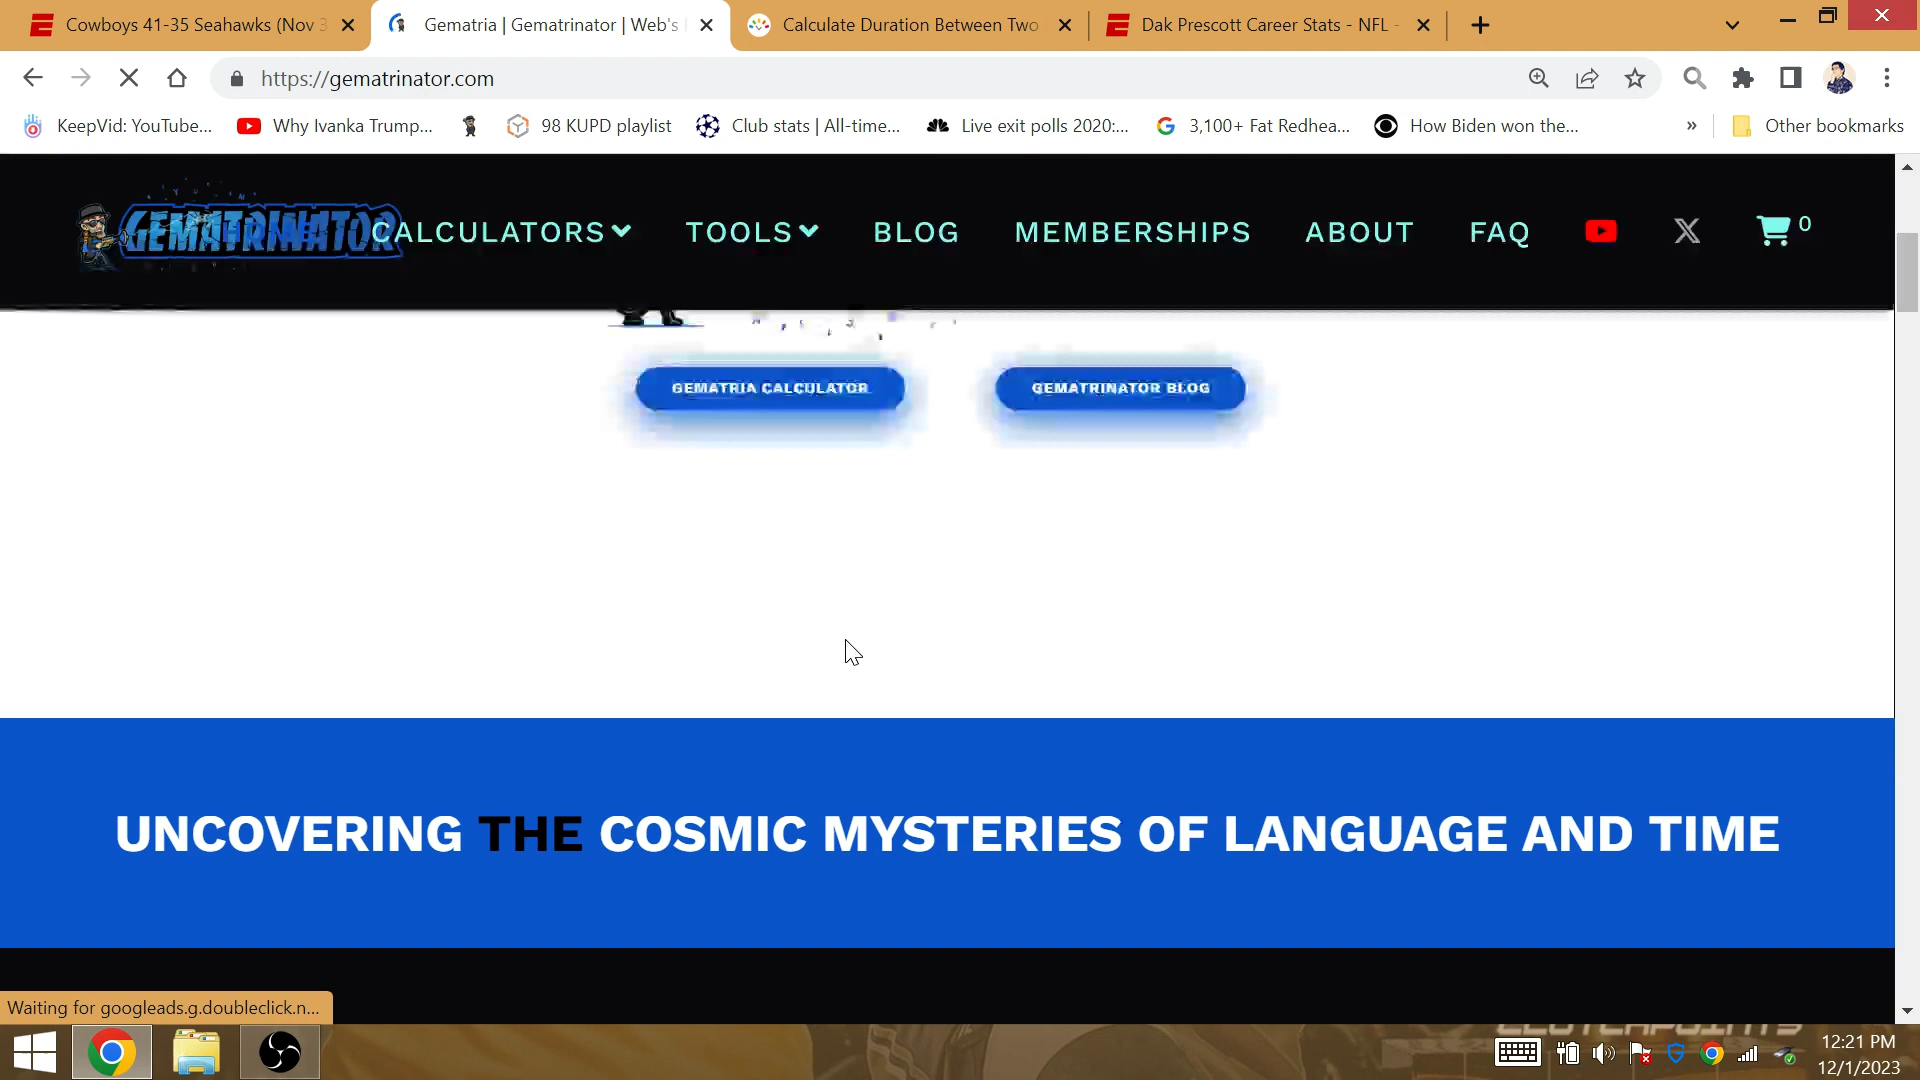 Cowboys 41-35 Seahawks (Nov 3
Gematria | Gematrinator | Web's
Calculate Duration Between Two
Dak Prescott Career Stats - NFL -
https://gematrinator.com
KeepVid: YouTube...
Why Ivanka Trump...
98 KUPD playlist
Club stats | All-time...
Live exit polls 2020:...
3,100+ Fat Redhea...
How Biden won the...
»
Other bookmarks
GEMATRINATOR
CALCULATORS
TOOLS
BLOG
MEMBERSHIPS
ABOUT
FAQ
0
GEMATRIA CALCULATOR
GEMATRINATOR BLOG
UNCOVERING THE COSMIC MYSTERIES OF LANGUAGE AND TIME
Waiting for googleads.g.doubleclick.n...
CLUTCHPOINTS
12:21 PM
12/1/2023